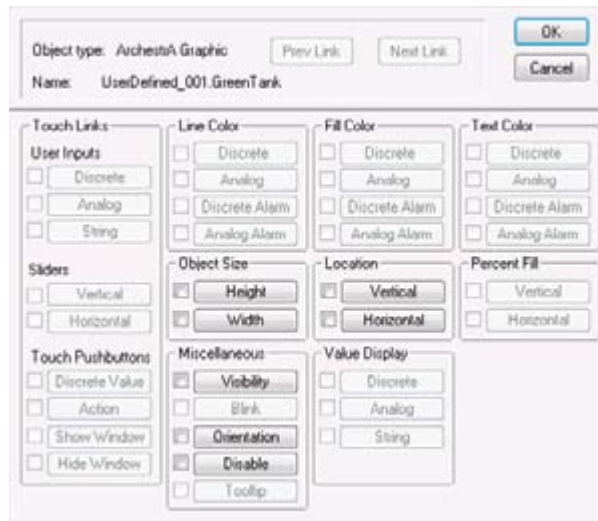 Object type: ArchestrA Graphic
Prev Link
Next Link
OK
Name: UserDefined_001.GreenTank
Cancel
Touch Links
User Inputs
Discrete
Analog
String
Sliders
Vertical
Horizontal
Touch Pushbuttons
Discrete Value
Action
Show Window
Hide Window
Line Color
Discrete
Analog
Discrete Alarm
Analog Alarm
Object Size
Height
Width
Miscellaneous
Visibility
Blink
Orientation
Disable
Tooltip
Fill Color
Discrete
Analog
Discrete Alarm
Analog Alarm
Location
Vertical
Horizontal
Value Display
Discrete
Analog
String
Text Color
Discrete
Analog
Discrete Alarm
Analog Alarm
Percent Fill
Vertical
Horizontal